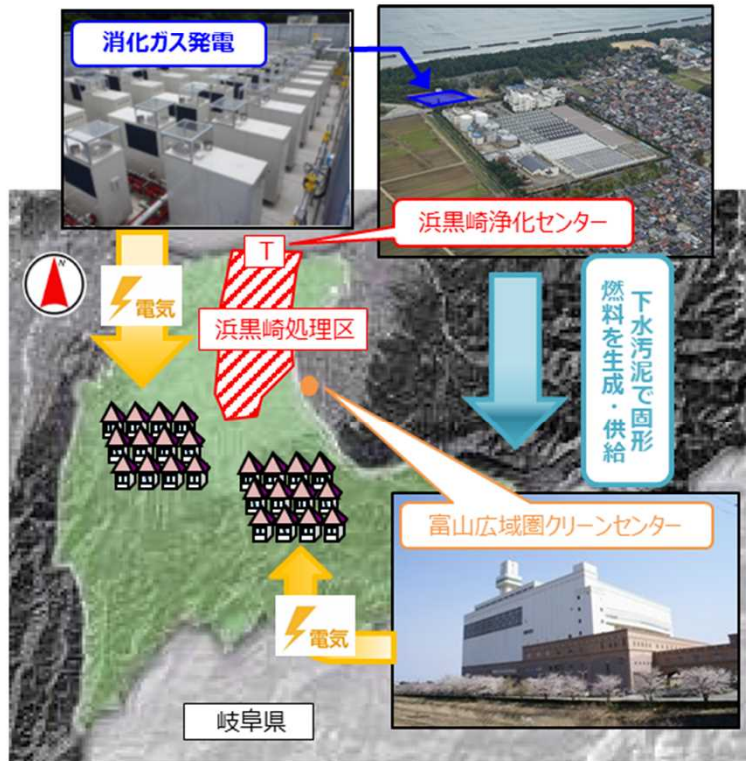 消化ガス発電
浜黒崎浄化センター
T
N
電気
浜黒崎処理区
下水汚泥で固形
燃料を生成・供給
富山広域圏クリーンセンター
電気
岐阜県